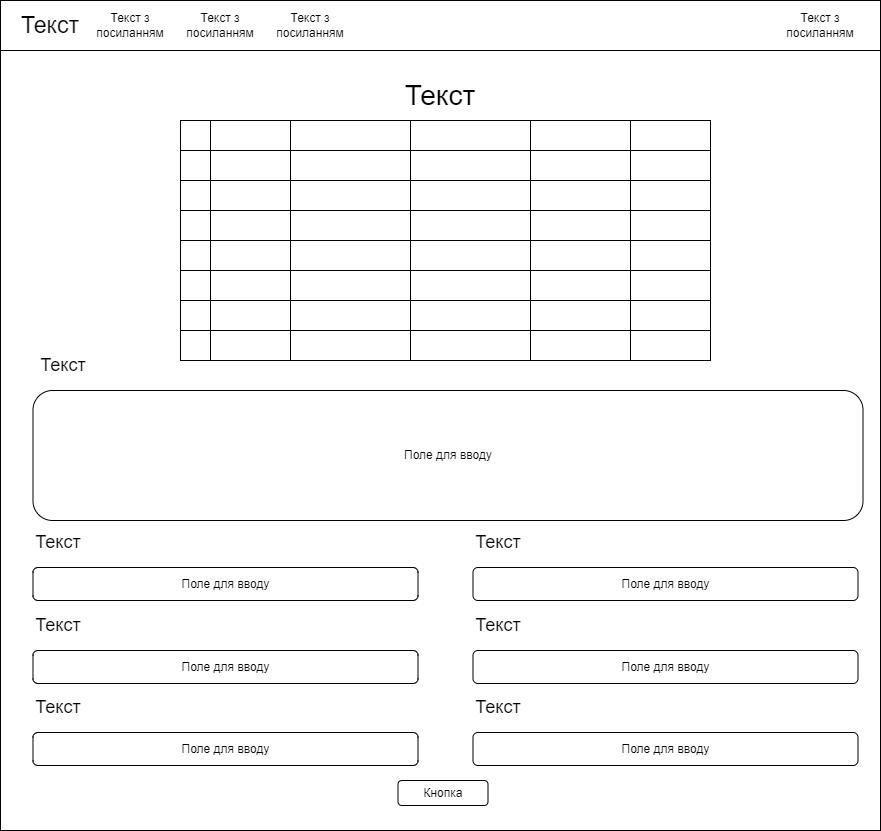 Текст
Текст з
посиланням
Текст з
посиланням
Текст з
посиланням
Текст з
посиланням
Текст
Текст
Поле для вводу
Текст
Текст
Поле для вводу
Поле для вводу
Текст
Текст
Поле для вводу
Поле для вводу
Текст
Текст
Поле для вводу
Поле для вводу
Кнопка